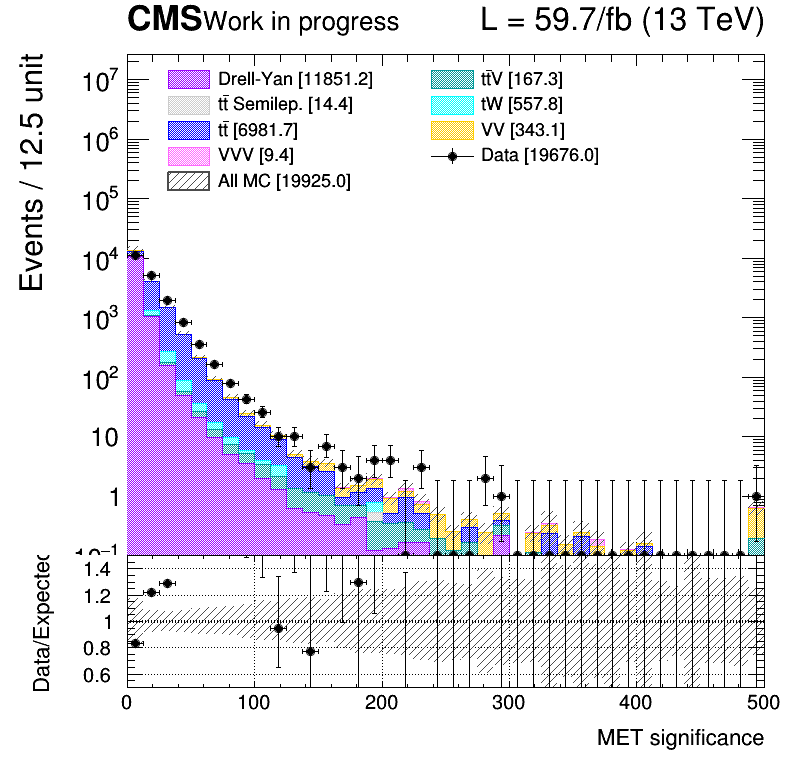 CMS Work in progress L = 59.7/fb (13 TeV)
Events / 12.5 unit
Drell-Yan [11851.2]
tt̄ Semilep. [14.4]
tt̄ [6981.7]
VVV [9.4]
All MC [19925.0]
tt̄V [167.3]
tW [557.8]
VV [343.1]
Data [19676.0]
10⁷
10⁶
10⁵
10⁴
10³
10²
10
1
10⁻¹
Data/Expected
1.4
1.2
1
0.8
0.6
0 100 200 300 400 500
MET significance